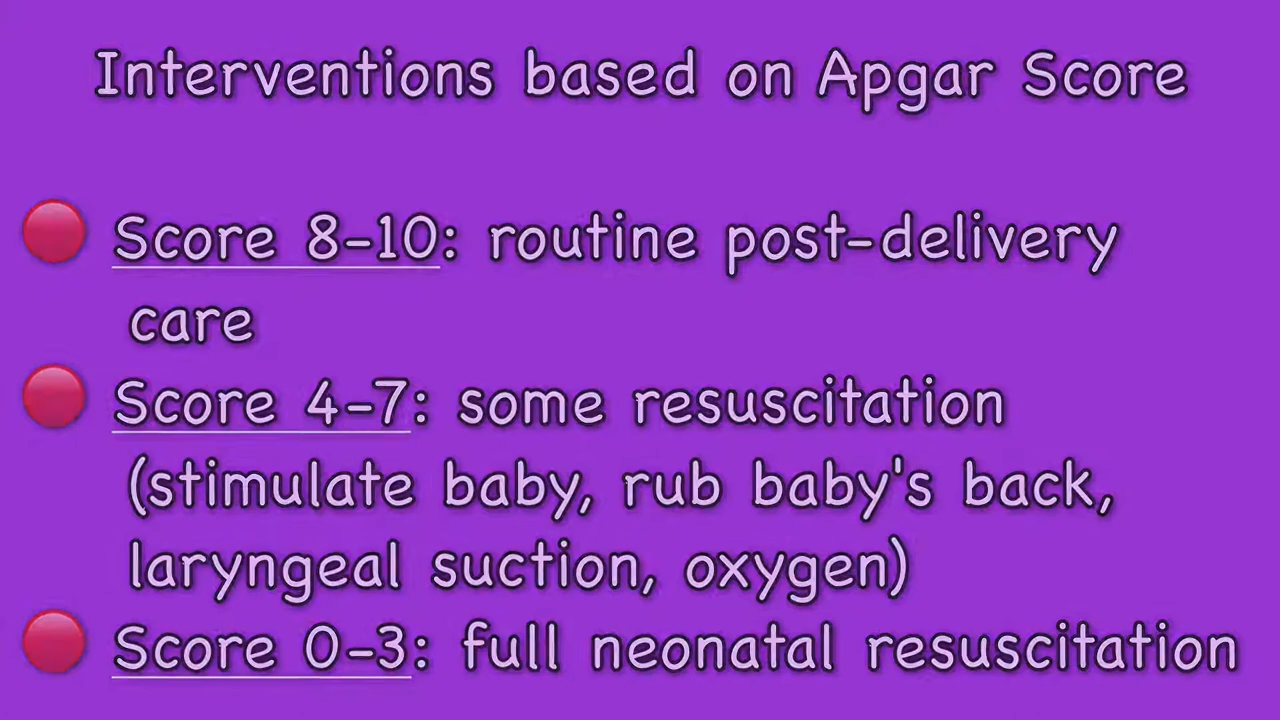 Interventions based on Apgar Score
Score 8-10: routine post-delivery
care
Score 4-7: some resuscitation
(stimulate baby, rub baby's back,
laryngeal suction, oxygen)
Score 0-3: full neonatal resuscitation